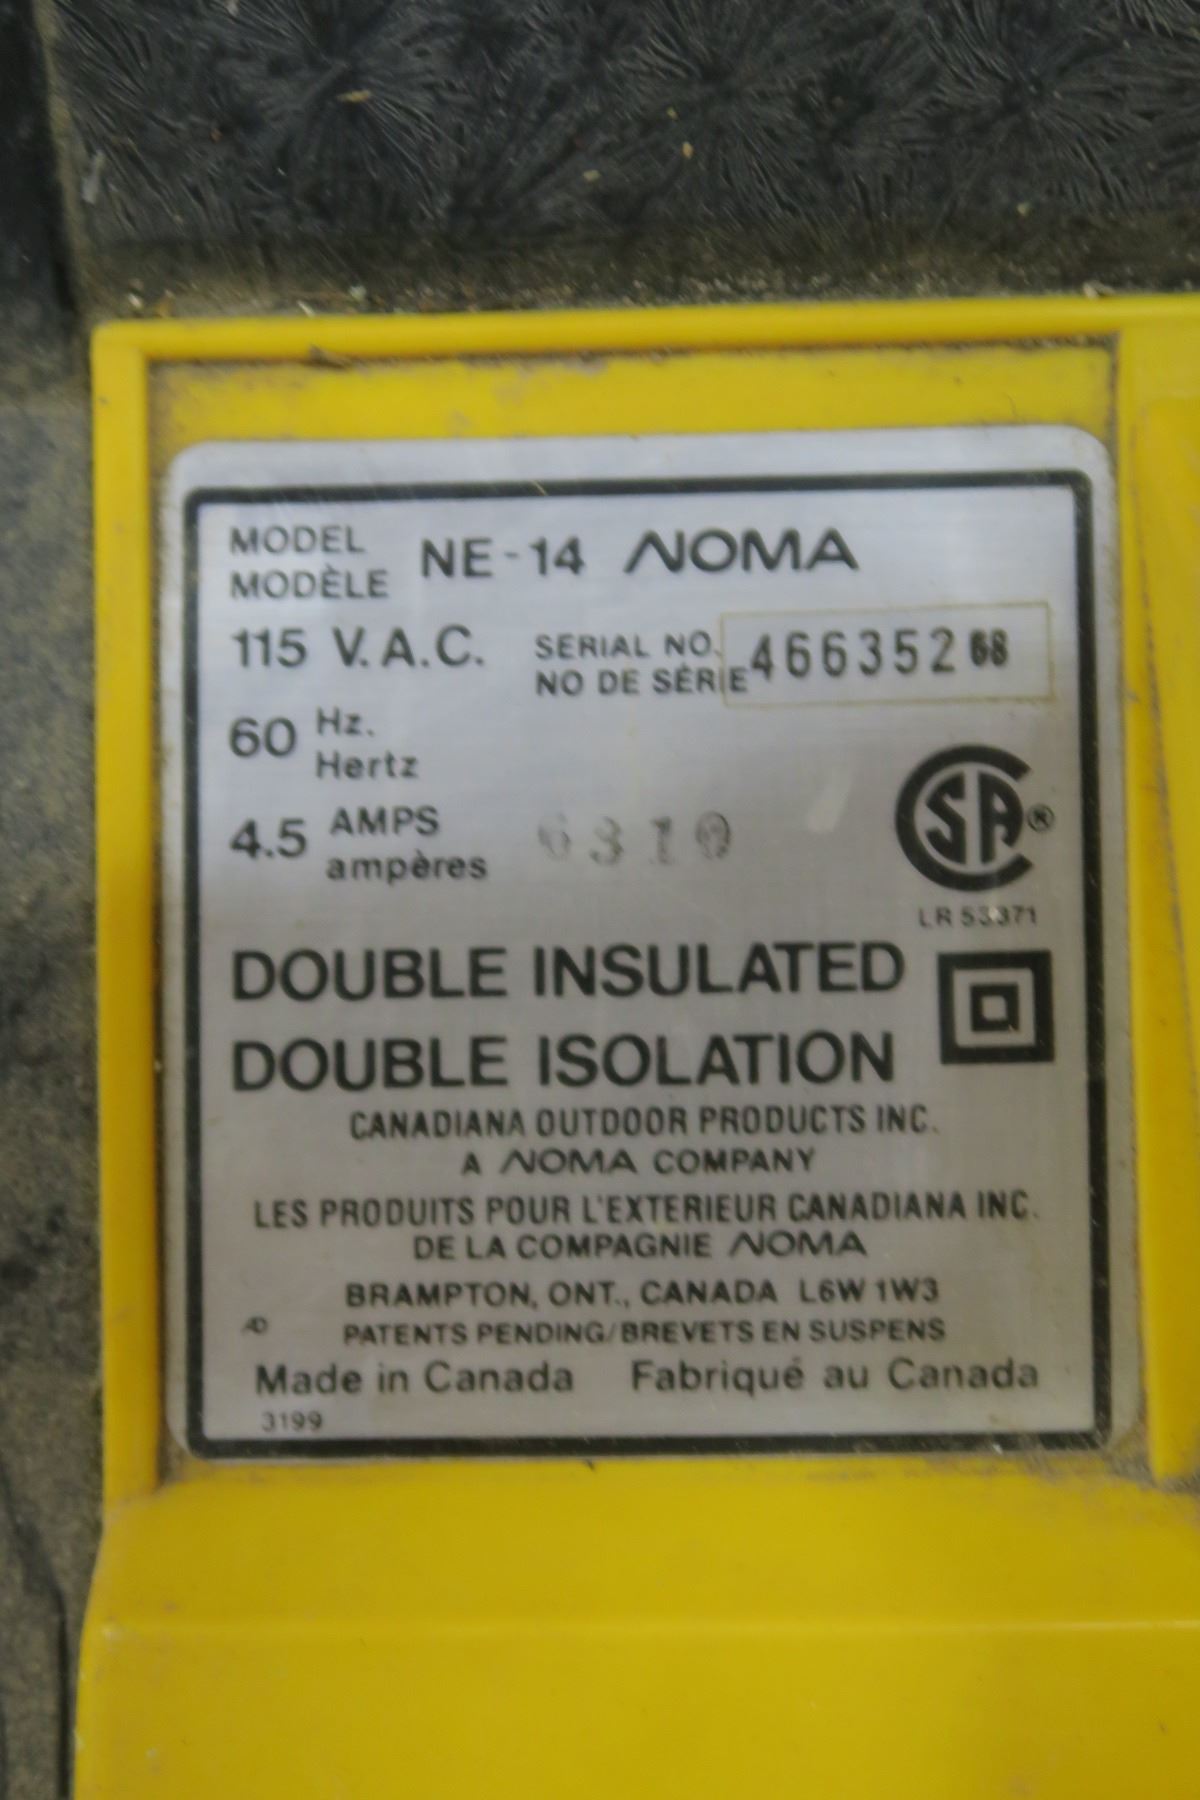 MODEL
MODÈLE
NE-14 NOMA
115 V.A.C.
SERIAL NO.
NO DE SÉRIE
466352 68
60 Hz.
Hertz
4.5 AMPS
ampères
6310
CSA®
LR 53371
DOUBLE INSULATED
DOUBLE ISOLATION
CANADIANA OUTDOOR PRODUCTS INC.
A NOMA COMPANY
LES PRODUITS POUR L'EXTERIEUR CANADIANA INC.
DE LA COMPAGNIE NOMA
BRAMPTON, ONT., CANADA L6W 1W3
PATENTS PENDING/BREVETS EN SUSPENS
Made in Canada Fabriqué au Canada
3199